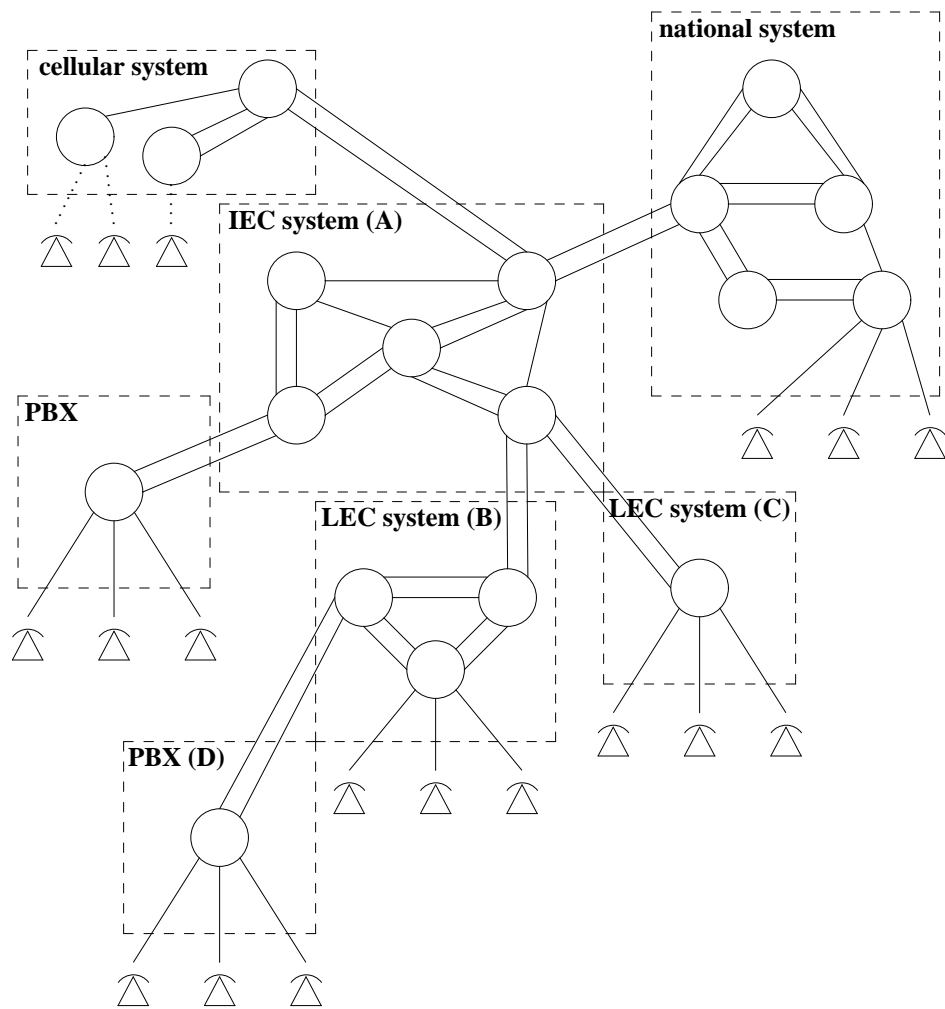 national system
cellular system
IEC system (A)
PBX
LEC system (B)
LEC system (C)
PBX (D)